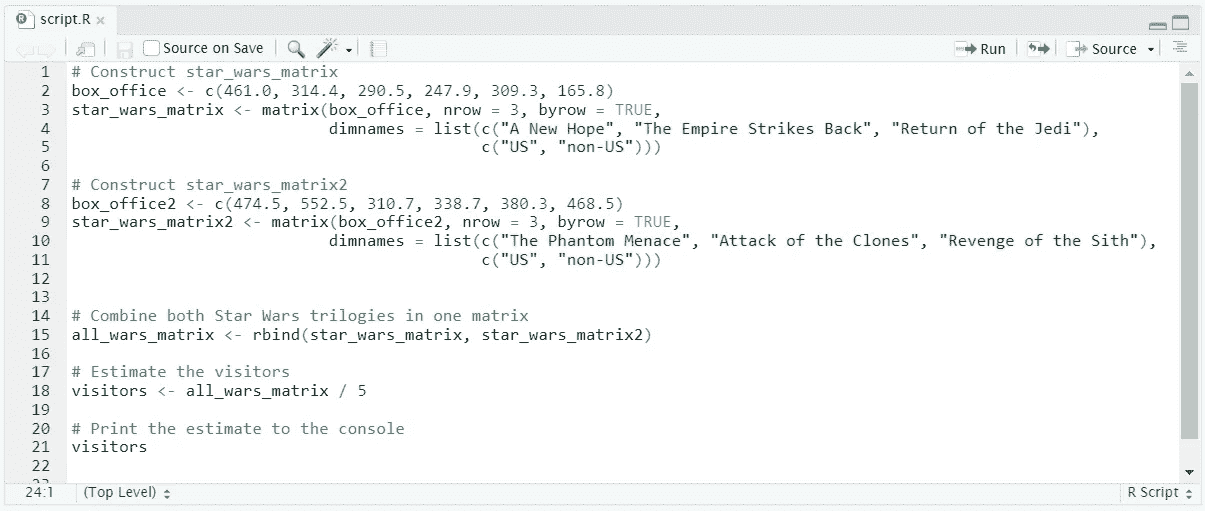 script.R
Source on Save Run Source
1 # Construct star_wars_matrix
2 box_office <- c(461.0, 314.4, 290.5, 247.9, 309.3, 165.8)
3 star_wars_matrix <- matrix(box_office, nrow = 3, byrow = TRUE,
4 dimnames = list(c("A New Hope", "The Empire Strikes Back", "Return of the Jedi"),
5 c("US", "non-US")))
6
7 # Construct star_wars_matrix2
8 box_office2 <- c(474.5, 552.5, 310.7, 338.7, 380.3, 468.5)
9 star_wars_matrix2 <- matrix(box_office2, nrow = 3, byrow = TRUE,
10 dimnames = list(c("The Phantom Menace", "Attack of the Clones", "Revenge of the Sith"),
11 c("US", "non-US")))
12
13
14 # Combine both Star Wars trilogies in one matrix
15 all_wars_matrix <- rbind(star_wars_matrix, star_wars_matrix2)
16
17 # Estimate the visitors
18 visitors <- all_wars_matrix / 5
19
20 # Print the estimate to the console
21 visitors
22
24:1 (Top Level) R Script